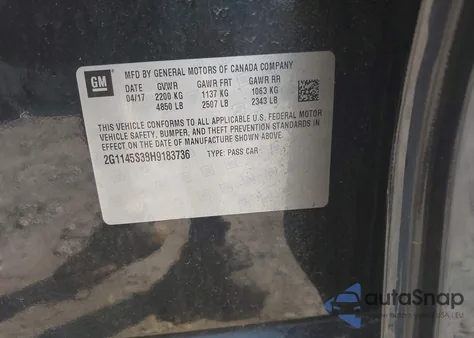 GM
MFD BY GENERAL MOTORS OF CANADA COMPANY
DATE GVWR GAWR FRT GAWR RR
04/17 2200 KG 1137 KG 1063 KG
4850 LB 2507 LB 2343 LB
THIS VEHICLE CONFORMS TO ALL APPLICABLE U.S. FEDERAL MOTOR
VEHICLE SAFETY, BUMPER, AND THEFT PREVENTION STANDARDS IN
EFFECT ON THE DATE OF MANUFACTURE SHOWN ABOVE.
2G1145S39H9183736 TYPE: PASS CAR
autoSnap